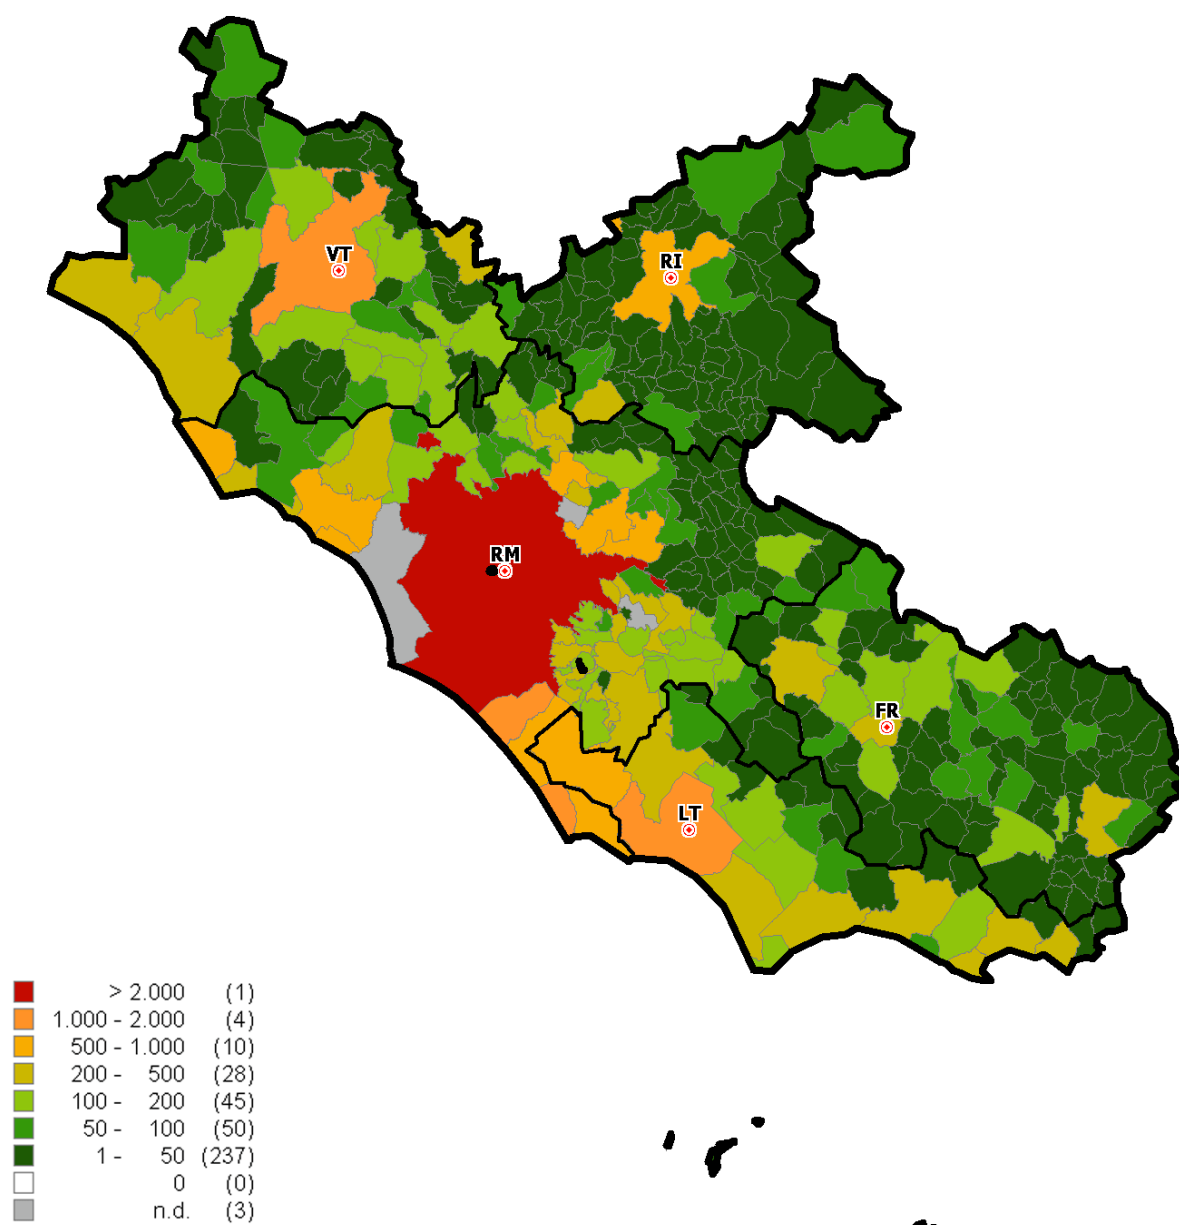 VT
RI
RM
FR
LT
> 2.000 (1)
1.000 - 2.000 (4)
500 - 1.000 (10)
200 - 500 (28)
100 - 200 (45)
50 - 100 (50)
1 - 50 (237)
0 (0)
n.d. (3)